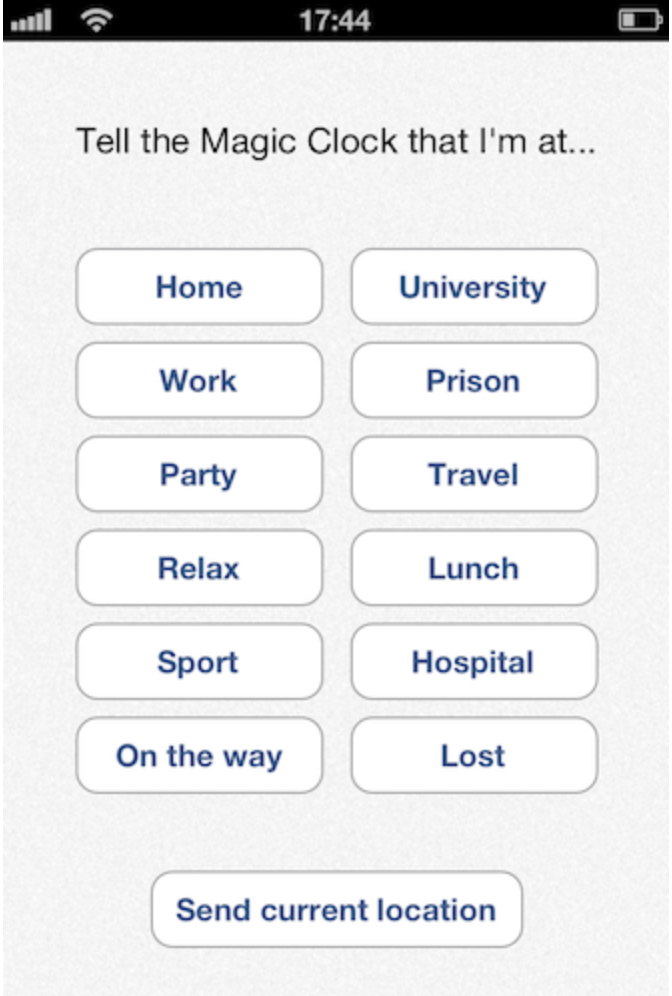 17:44
Tell the Magic Clock that I'm at...
Home University
Work Prison
Party Travel
Relax Lunch
Sport Hospital
On the way Lost
Send current location